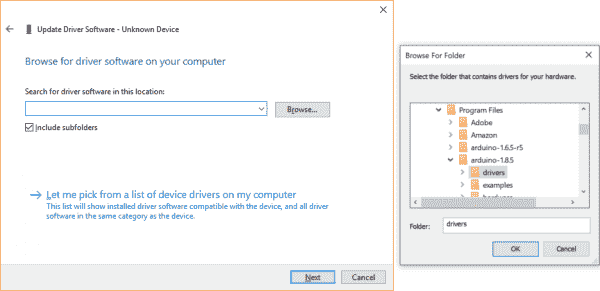 Update Driver Software - Unknown Device
Browse for driver software on your computer
Search for driver software in this location:
Browse...
Include subfolders
Let me pick from a list of device drivers on my computer
This list will show installed driver software compatible with the device, and all driver
software in the same category as the device.
Next
Cancel
Browse For Folder
Select the folder that contains drivers for your hardware.
Program Files
Adobe
Amazon
arduino-1.6.5-r5
arduino-1.8.5
drivers
examples
Folder:
drivers
OK
Cancel